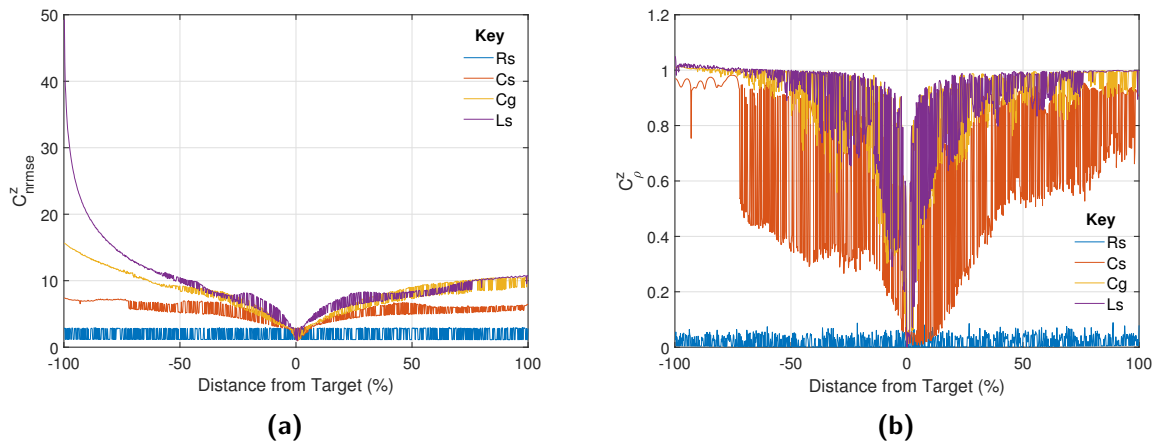 50
40
30
20
10
0
C^z_nrmse
-100
-50
0
50
100
Distance from Target (%)
Key
Rs
Cs
Cg
Ls
(a)
1.2
1
0.8
0.6
0.4
0.2
0
C^z_ρ
-100
-50
0
50
100
Distance from Target (%)
Key
Rs
Cs
Cg
Ls
(b)